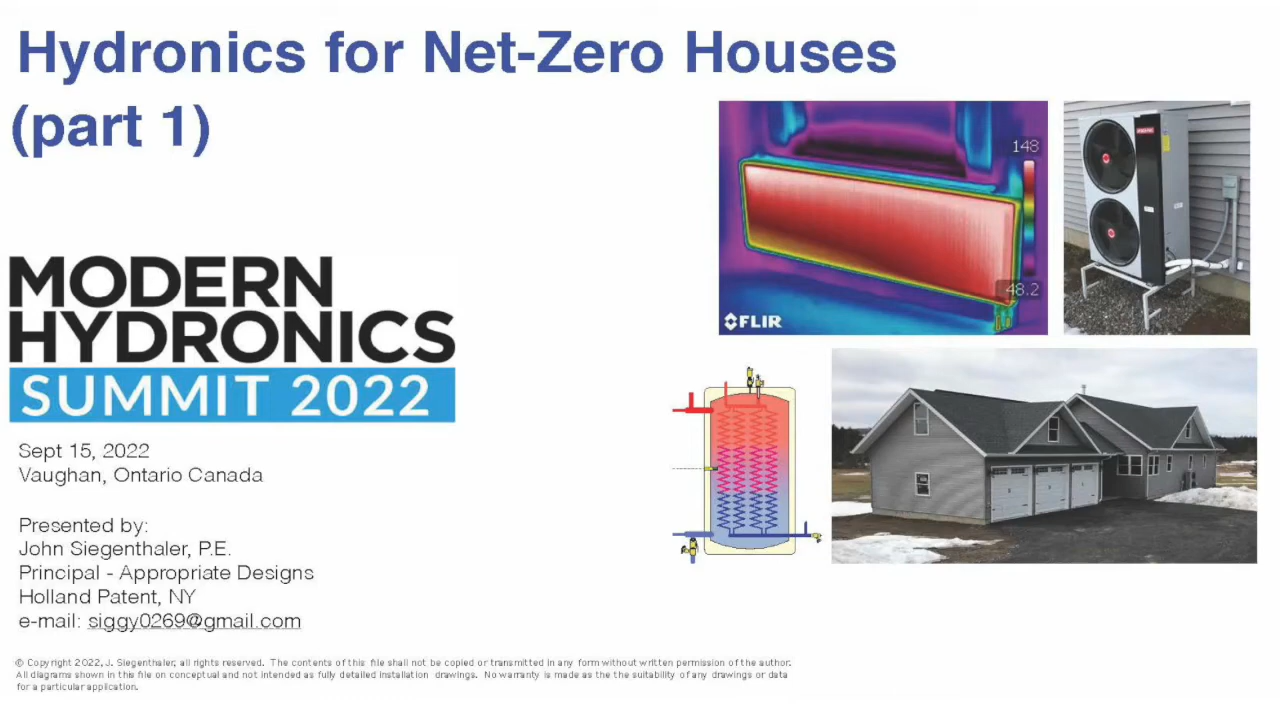 Hydronics for Net-Zero Houses
(part 1)
148
48.2
FLIR
MODERN
HYDRONICS
SUMMIT 2022
Sept 15, 2022
Vaughan, Ontario Canada
Presented by:
John Siegenthaler, P.E.
Principal - Appropriate Designs
Holland Patent, NY
e-mail: siggy0269@gmail.com
© Copyright 2022, J. Siegenthaler, all rights reserved. The contents of this file shall not be copied or transmitted in any form without written permission of the author.
All diagrams shown in this file on conceptual and not intended as fully detailed installation drawings. No warranty is made as the the suitability of any drawings or data
for a particular application.